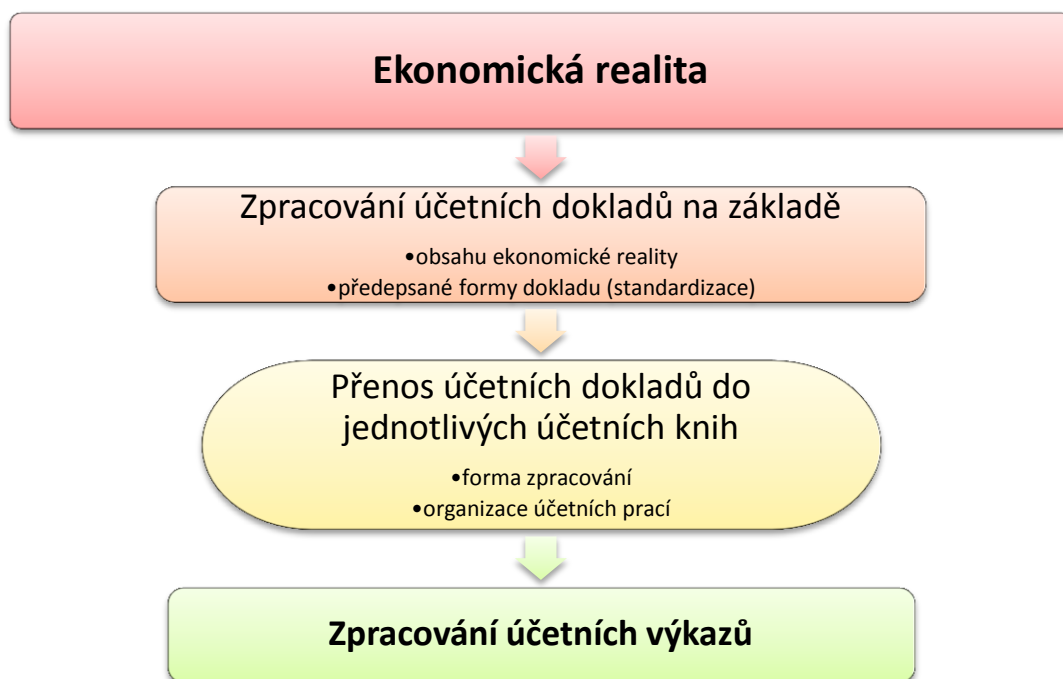 Ekonomická realita
Zpracování účetních dokladů na základě
•obsahu ekonomické reality
•předepsané formy dokladu (standardizace)
Přenos účetních dokladů do
jednotlivých účetních knih
•forma zpracování
•organizace účetních prací
Zpracování účetních výkazů